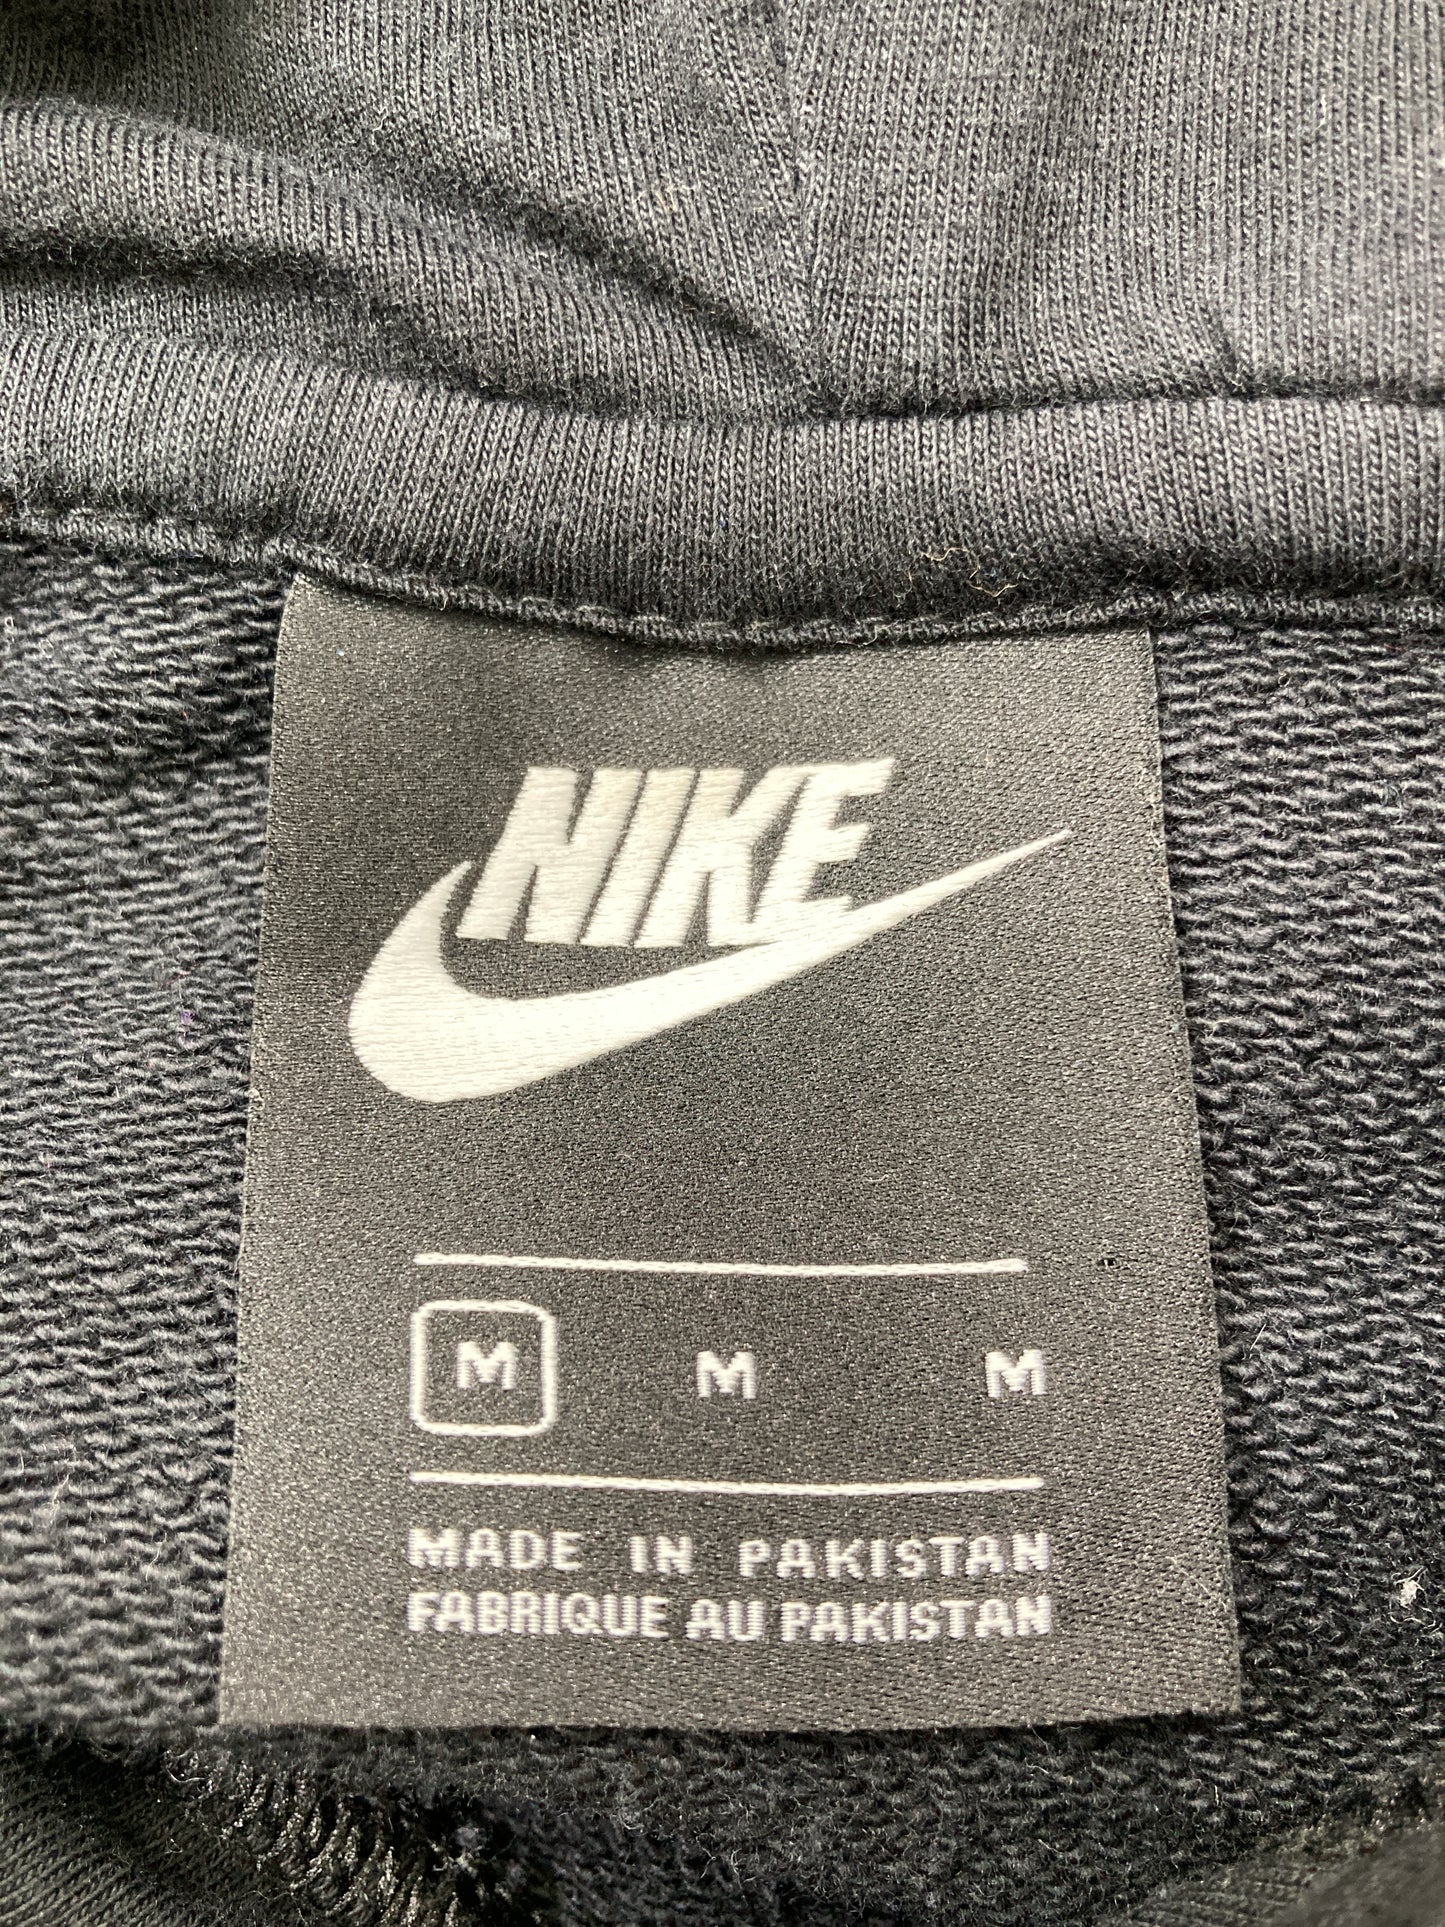 NIKE
M M M
MADE IN PAKISTAN
FABRIQUE AU PAKISTAN